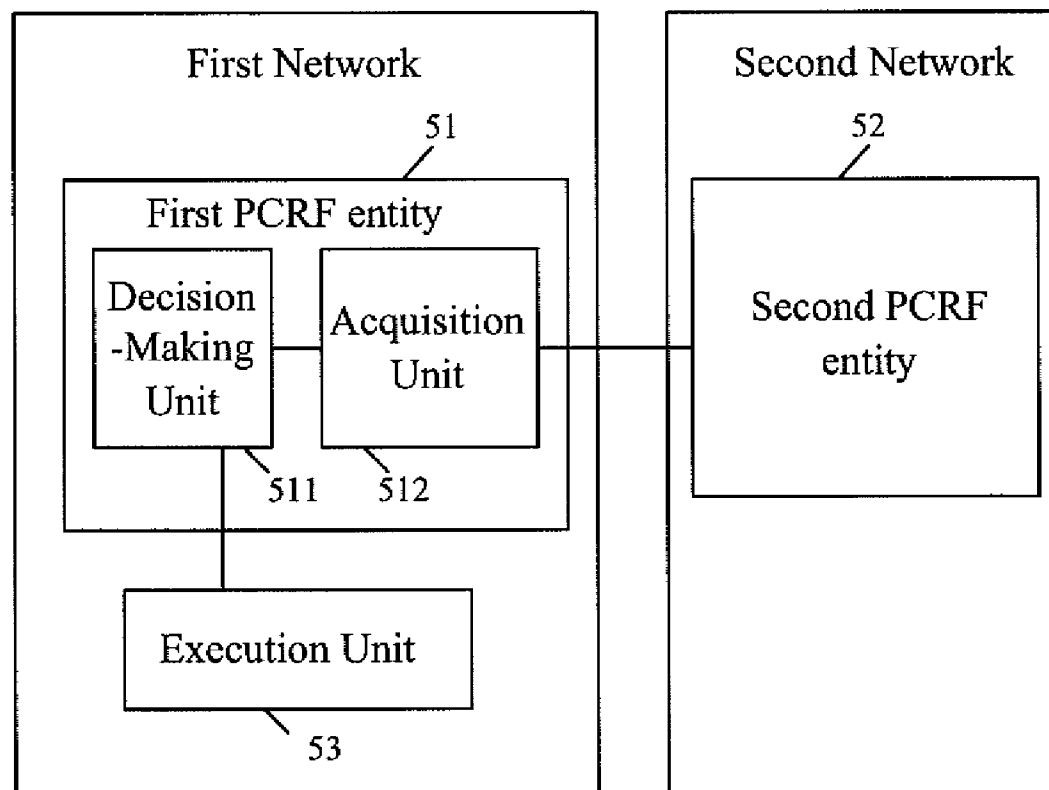 First Network
Second Network
51
52
First PCRF entity
Decision
-Making
Unit
Acquisition
Unit
Second PCRF
entity
511
512
Execution Unit
53